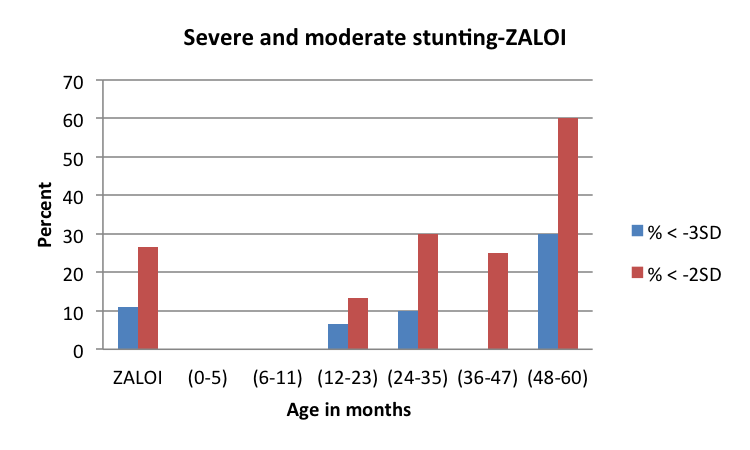 Severe and moderate stunting-ZALOI
70
60
50
40
30
20
10
0
Percent
ZALOI (0-5) (6-11) (12-23) (24-35) (36-47) (48-60)
Age in months
% < -3SD
% < -2SD